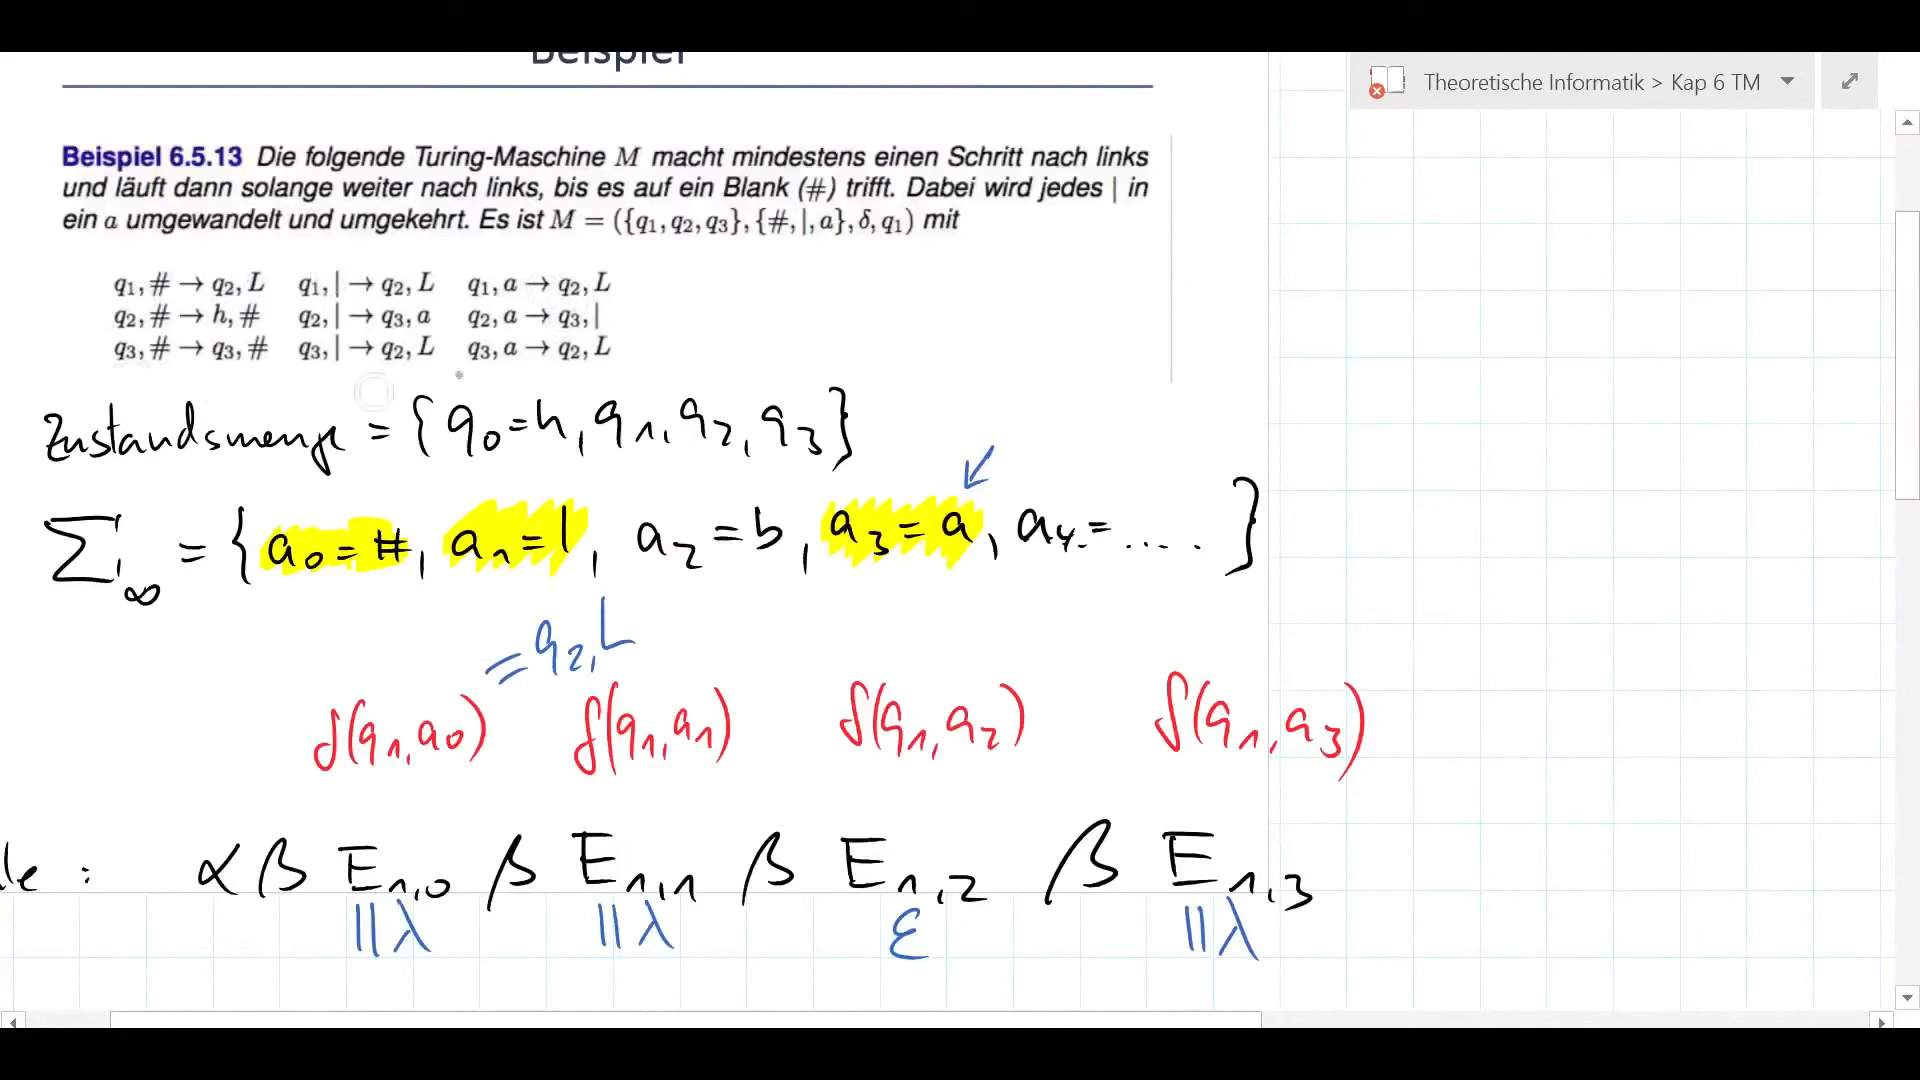 Beispiel
Theoretische Informatik > Kap 6 TM
Beispiel 6.5.13 Die folgende Turing-Maschine M macht mindestens einen Schritt nach links
und läuft dann solange weiter nach links, bis es auf ein Blank (#) trifft. Dabei wird jedes | in
ein a umgewandelt und umgekehrt. Es ist M = ({q₁, q₂, q₃}, {#, |, a}, δ, q₁) mit
q₁, # → q₂, L q₁, | → q₂, L q₁, a → q₂, L
q₂, # → h, # q₂, | → q₃, a q₂, a → q₃, |
q₃, # → q₃, # q₃, | → q₂, L q₃, a → q₂, L
Zustandsmenge = {q₀=h, q₁, q₂, q₃}
Σ∞ = {a₀=#, a₁=|, a₂=b, a₃=a, a₄=.... }
=q₂,L
δ(q₁,a₀) δ(q₁,a₁) δ(q₁,a₂) δ(q₁,a₃)
le : α β E₁,₀ β E₁,₁ β E₁,₂ β E₁,₃
||λ ||λ ε ||λ